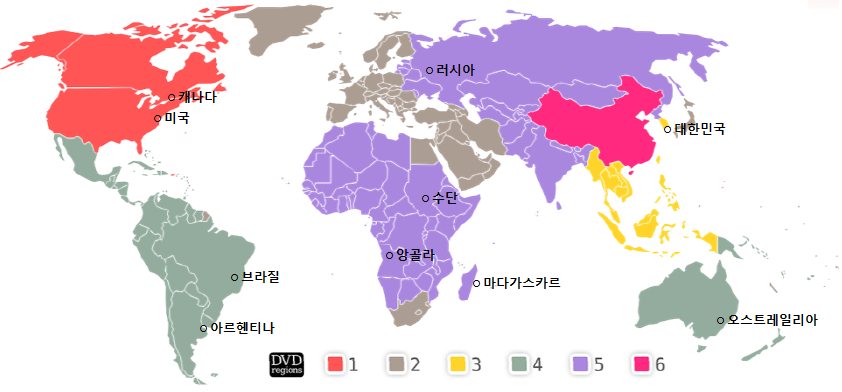 러시아
캐나다
미국
대한민국
수단
앙골라
브라질
마다가스카르
아르헨티나
오스트레일리아
DVD
regions
1
2
3
4
5
6